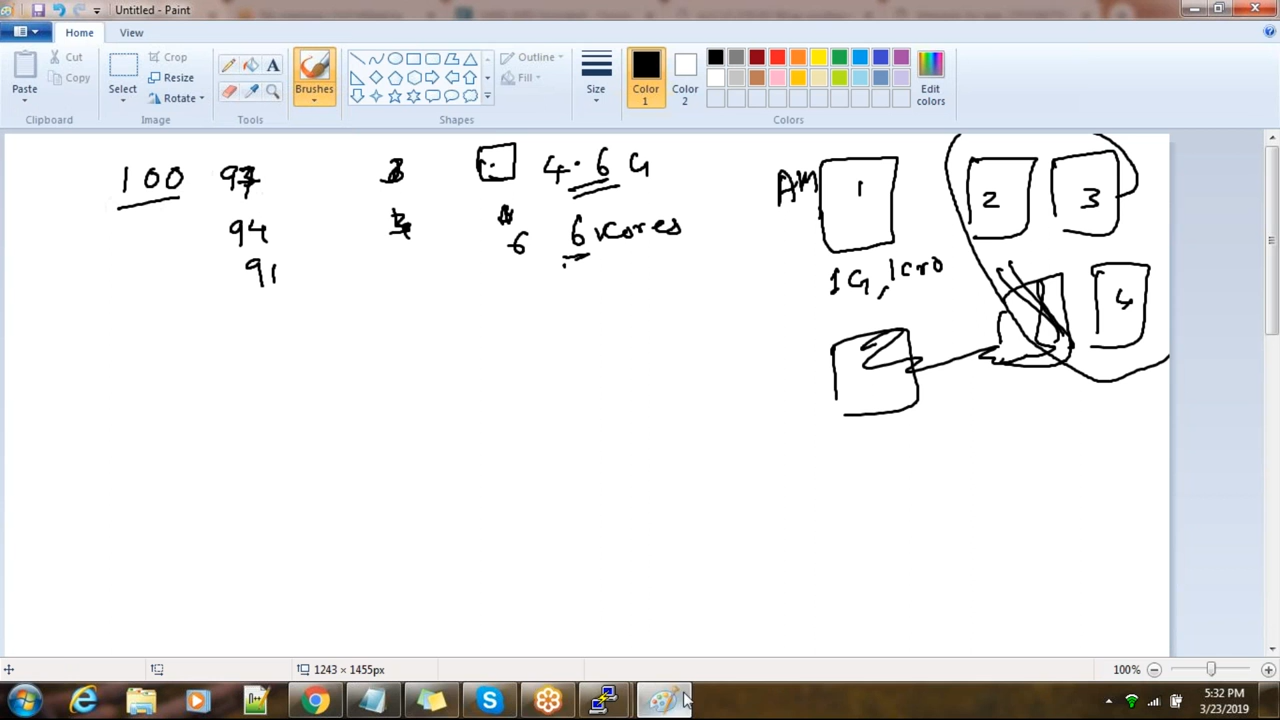 Untitled - Paint
Home
View
Paste
Cut
Copy
Clipboard
Select
Crop
Resize
Rotate
Image
Tools
Brushes
Shapes
Outline
Fill
Size
Color 1
Color 2
Edit colors
Colors
100
94
91
4.6 G
6
6 vcores
AM
1
2
3
4
1G,
1243 × 1455px
100%
5:32 PM
3/23/2019